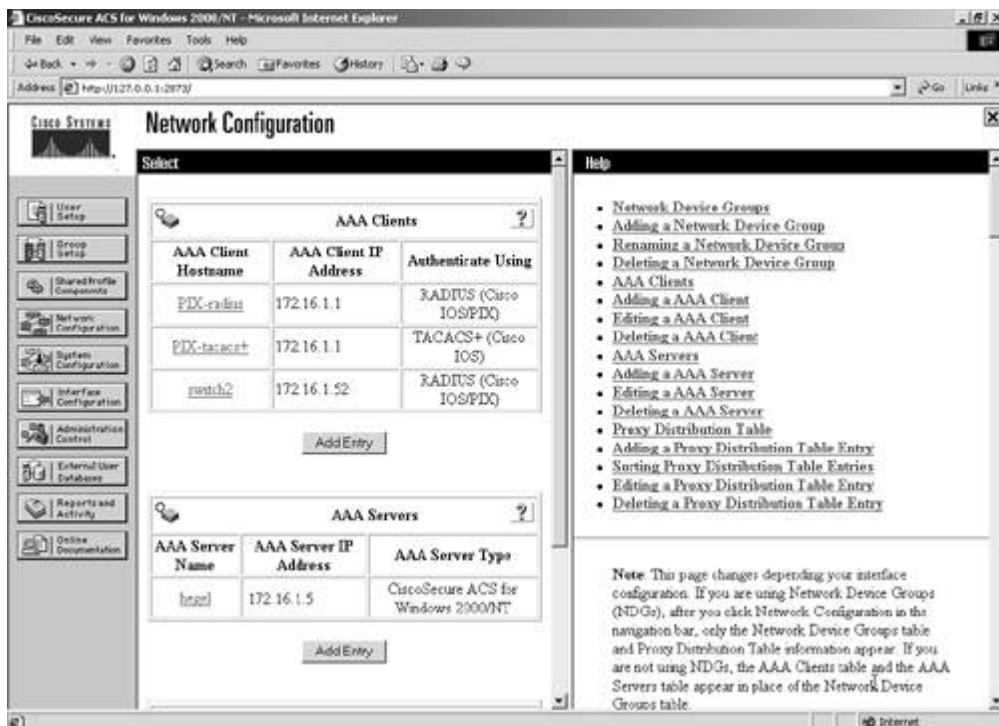 CiscoSecure ACS for Windows 2000/NT - Microsoft Internet Explorer
File Edit View Favorites Tools Help
Back Search Favorites History
Address http://127.0.0.1:2873/ Go Links
CISCO SYSTEMS
Network Configuration
Select
User
Setup
Group
Setup
Shared Profile
Components
Network
Configuration
System
Configuration
Interface
Configuration
Administration
Control
External User
Databases
Reports and
Activity
Online
Documentation
AAA Clients ?
AAA Client
Hostname
AAA Client IP
Address
Authenticate Using
PIX-radius 172.16.1.1 RADIUS (Cisco
IOS/PIX)
PIX-tacacs+ 172.16.1.1 TACACS+ (Cisco
IOS)
switch2 172.16.1.52 RADIUS (Cisco
IOS/PIX)
Add Entry
AAA Servers ?
AAA Server
Name
AAA Server IP
Address
AAA Server Type
hegel 172.16.1.5 CiscoSecure ACS for
Windows 2000/NT
Add Entry
Help
• Network Device Groups
• Adding a Network Device Group
• Renaming a Network Device Group
• Deleting a Network Device Group
• AAA Clients
• Adding a AAA Client
• Editing a AAA Client
• Deleting a AAA Client
• AAA Servers
• Adding a AAA Server
• Editing a AAA Server
• Deleting a AAA Server
• Proxy Distribution Table
• Adding a Proxy Distribution Table Entry
• Sorting Proxy Distribution Table Entries
• Editing a Proxy Distribution Table Entry
• Deleting a Proxy Distribution Table Entry
Note: This page changes depending your interface
configuration. If you are using Network Device Groups
(NDGs), after you click Network Configuration in the
navigation bar, only the Network Device Groups table
and Proxy Distribution Table information appear. If you
are not using NDGs, the AAA Clients table and the AAA
Servers table appear in place of the Network Device
Groups table.
Internet